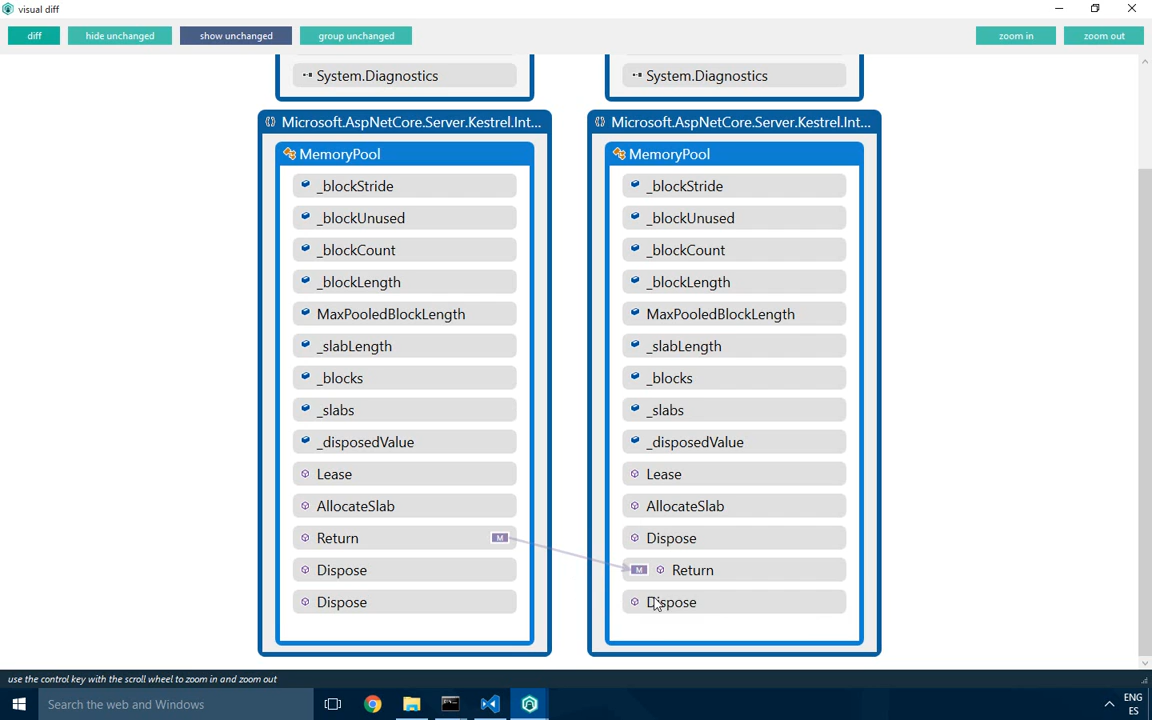 visual diff
diff
hide unchanged
show unchanged
group unchanged
zoom in
zoom out
System.Diagnostics
Microsoft.AspNetCore.Server.Kestrel.Int...
MemoryPool
_blockStride
_blockUnused
_blockCount
_blockLength
MaxPooledBlockLength
_slabLength
_blocks
_slabs
_disposedValue
Lease
AllocateSlab
Return M
Dispose
Dispose
System.Diagnostics
Microsoft.AspNetCore.Server.Kestrel.Int...
MemoryPool
_blockStride
_blockUnused
_blockCount
_blockLength
MaxPooledBlockLength
_slabLength
_blocks
_slabs
_disposedValue
Lease
AllocateSlab
Dispose
M Return
Dispose
use the control key with the scroll wheel to zoom in and zoom out
Search the web and Windows
ENG
ES